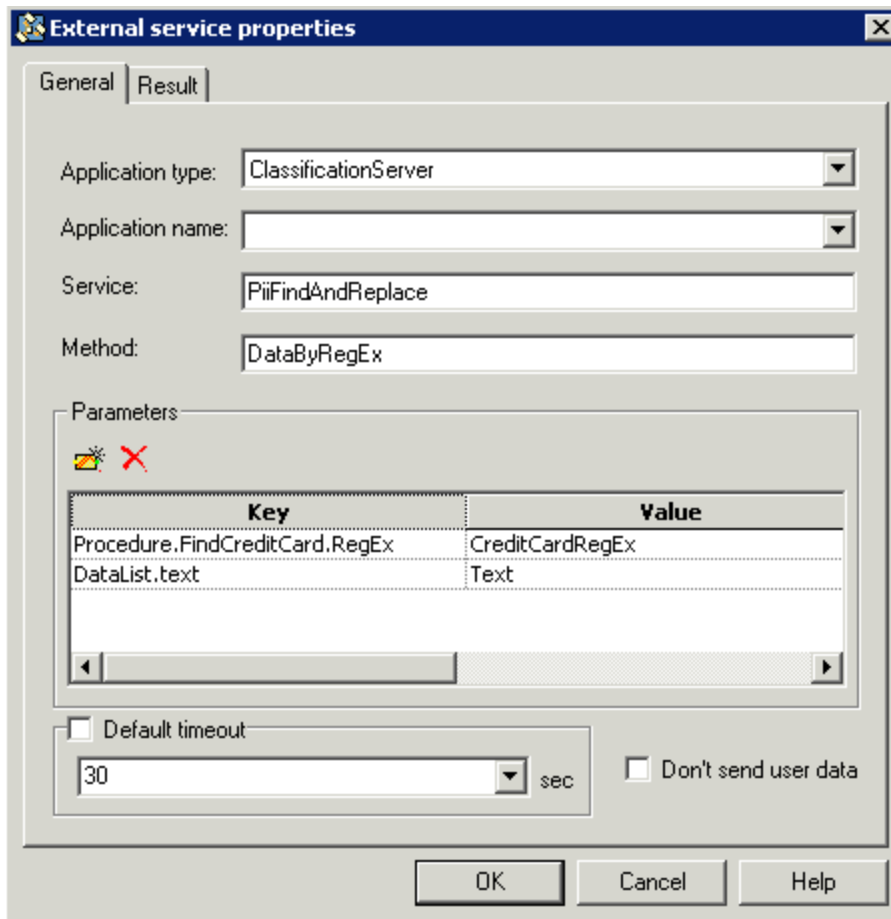 External service properties
General Result
Application type: ClassificationServer
Application name:
Service: PiiFindAndReplace
Method: DataByRegEx
Parameters
Key Value
Procedure.FindCreditCard.RegEx CreditCardRegEx
DataList.text Text
Default timeout
30 sec Don't send user data
OK Cancel Help